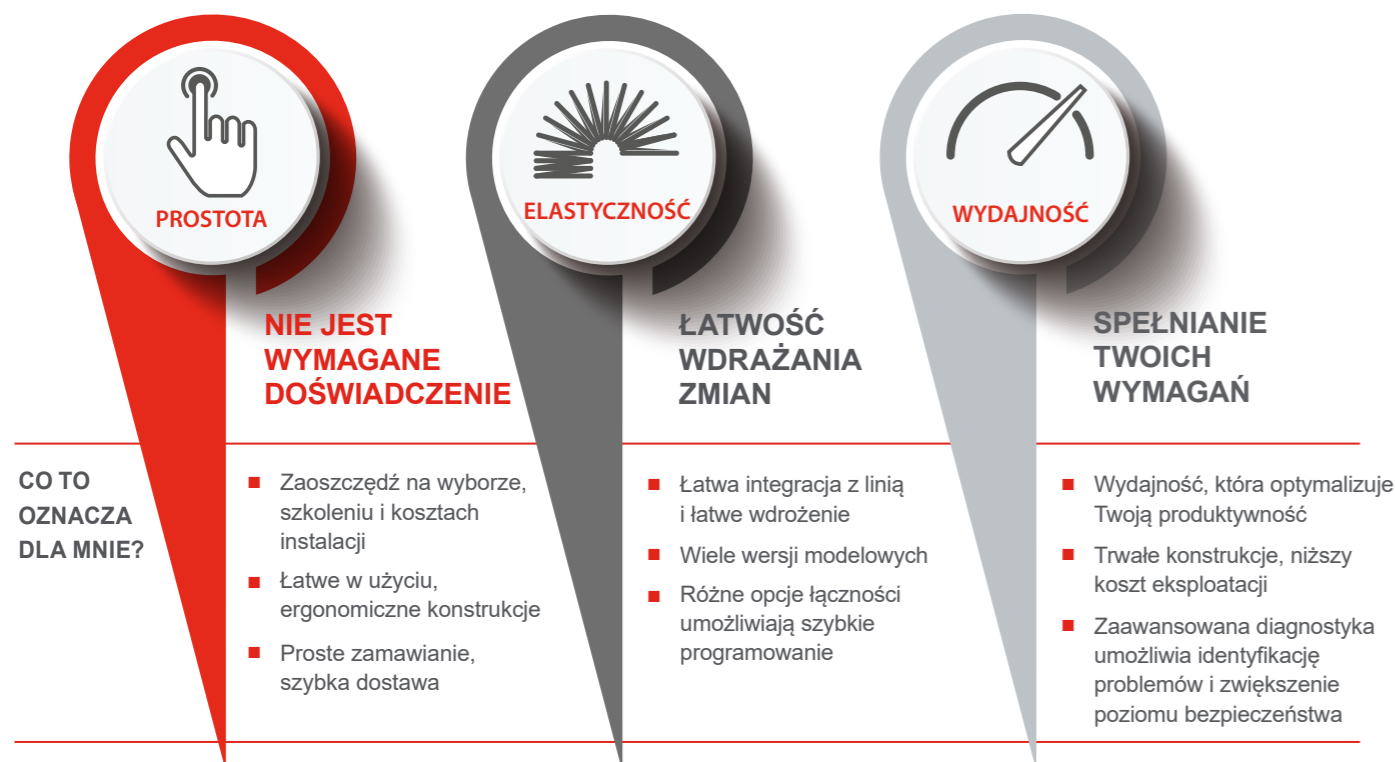 PROSTOTA
ELASTYCZNOŚĆ
WYDAJNOŚĆ
NIE JEST
WYMAGANE
DOŚWIADCZENIE
ŁATWOŚĆ
WDRAŻANIA
ZMIAN
SPEŁNIANIE
TWOICH
WYMAGAŃ
CO TO
OZNACZA
DLA MNIE?
Zaoszczędź na wyborze,
szkoleniu i kosztach
instalacji
Łatwe w użyciu,
ergonomiczne konstrukcje
Proste zamawianie,
szybka dostawa
Łatwa integracja z linią
i łatwe wdrożenie
Wiele wersji modelowych
Różne opcje łączności
umożliwiają szybkie
programowanie
Wydajność, która optymalizuje
Twoją produktywność
Trwałe konstrukcje, niższy
koszt eksploatacji
Zaawansowana diagnostyka
umożliwia identyfikację
problemów i zwiększenie
poziomu bezpieczeństwa